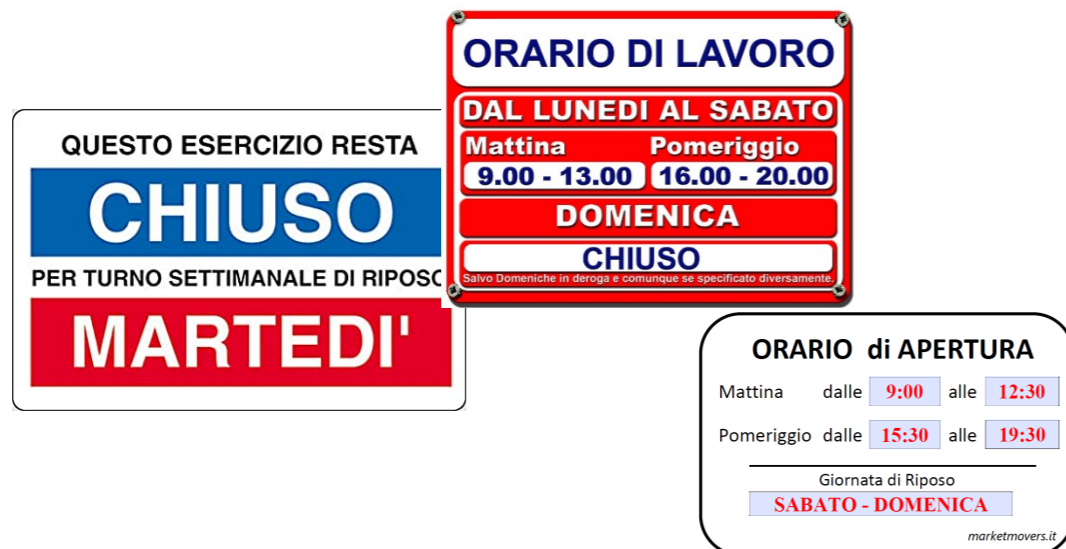 QUESTO ESERCIZIO RESTA
CHIUSO
PER TURNO SETTIMANALE DI RIPOSO
MARTEDI'
ORARIO DI LAVORO
DAL LUNEDI AL SABATO
Mattina Pomeriggio
9.00 - 13.00 16.00 - 20.00
DOMENICA
CHIUSO
Salvo Domeniche in deroga e comunque se specificato diversamente.
ORARIO di APERTURA
Mattina dalle 9:00 alle 12:30
Pomeriggio dalle 15:30 alle 19:30
Giornata di Riposo
SABATO - DOMENICA
marketmovers.it